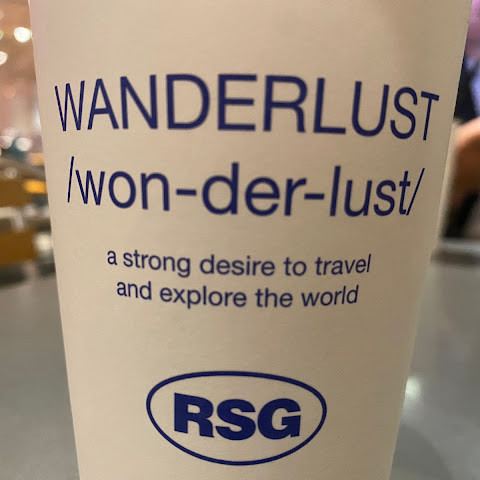 WANDERLUST
/won-der-lust/
a strong desire to travel
and explore the world
RSG